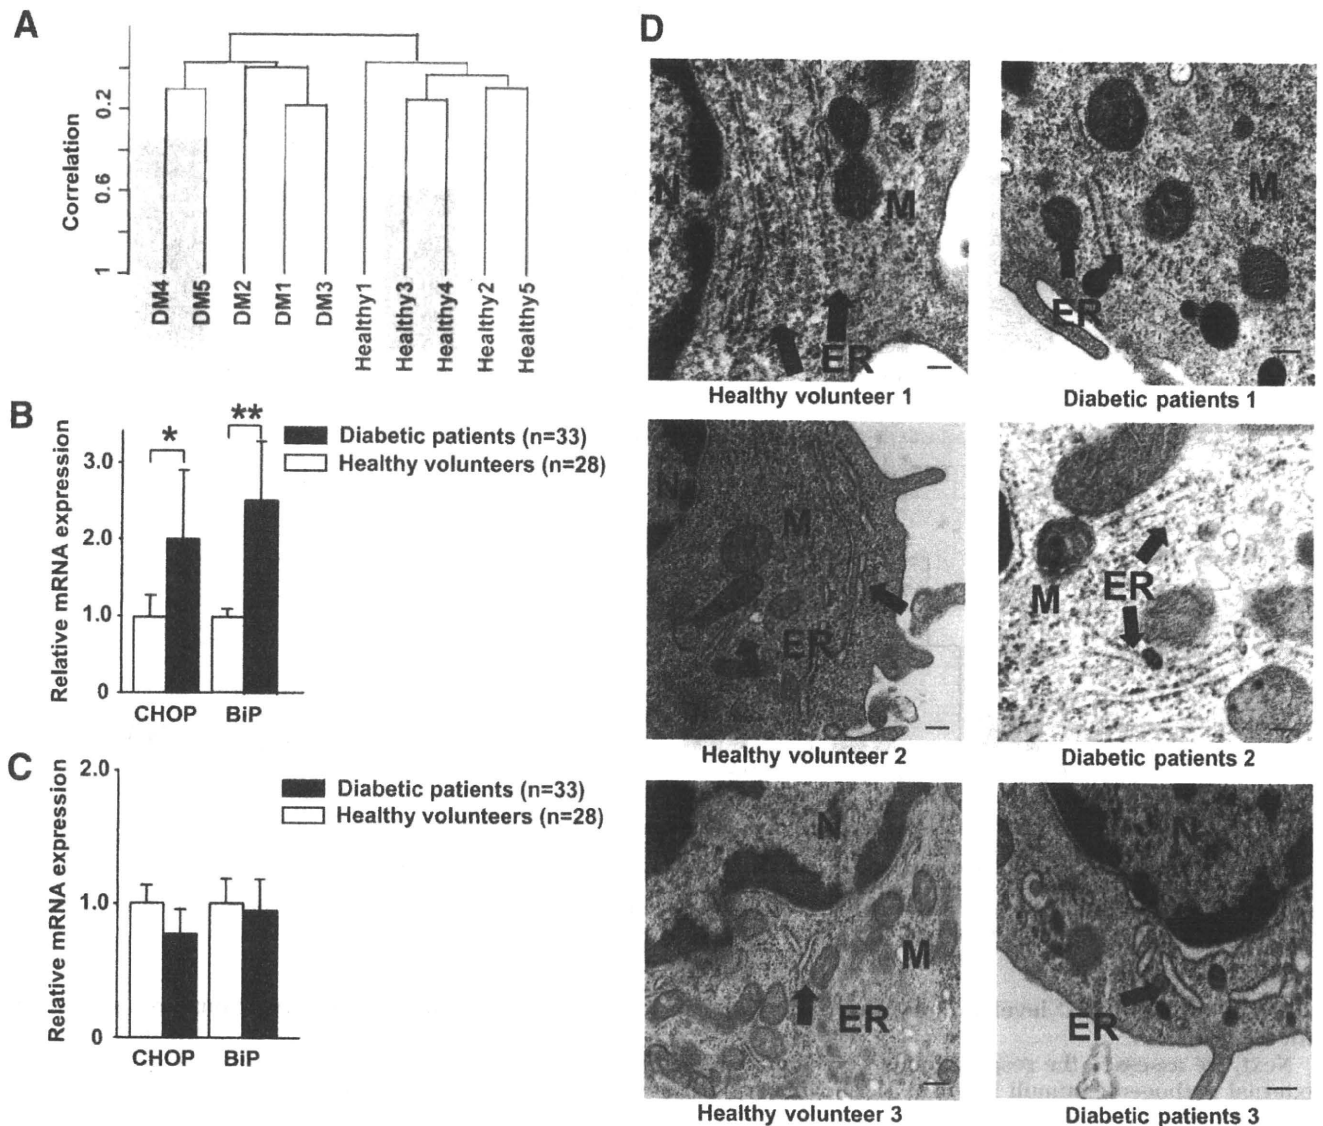 A
Correlation
0.2
0.6
1
DM4
DM5
DM2
DM1
DM3
Healthy1
Healthy3
Healthy4
Healthy2
Healthy5
B
Relative mRNA expression
3.0
2.0
1.0
0
*
**
Diabetic patients (n=33)
Healthy volunteers (n=28)
CHOP BiP
C
Relative mRNA expression
2.0
1.0
0
Diabetic patients (n=33)
Healthy volunteers (n=28)
CHOP BiP
D
N
M
ER
Healthy volunteer 1
M
ER
Diabetic patients 1
N
M
ER
Healthy volunteer 2
M
ER
Diabetic patients 2
N
M
ER
Healthy volunteer 3
N
ER
Diabetic patients 3